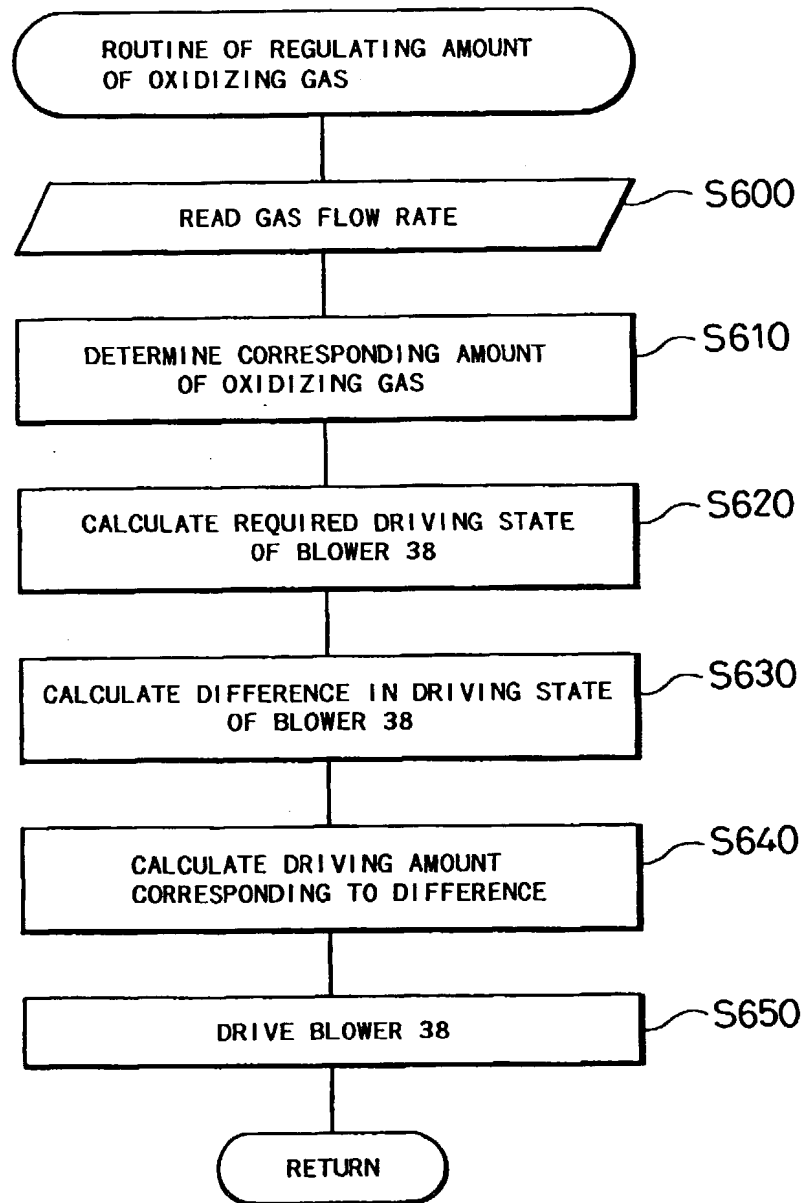 ROUTINE OF REGULATING AMOUNT
OF OXIDIZING GAS
READ GAS FLOW RATE
S600
DETERMINE CORRESPONDING AMOUNT
OF OXIDIZING GAS
S610
CALCULATE REQUIRED DRIVING STATE
OF BLOWER 38
S620
CALCULATE DIFFERENCE IN DRIVING STATE
OF BLOWER 38
S630
CALCULATE DRIVING AMOUNT
CORRESPONDING TO DIFFERENCE
S640
DRIVE BLOWER 38
S650
RETURN